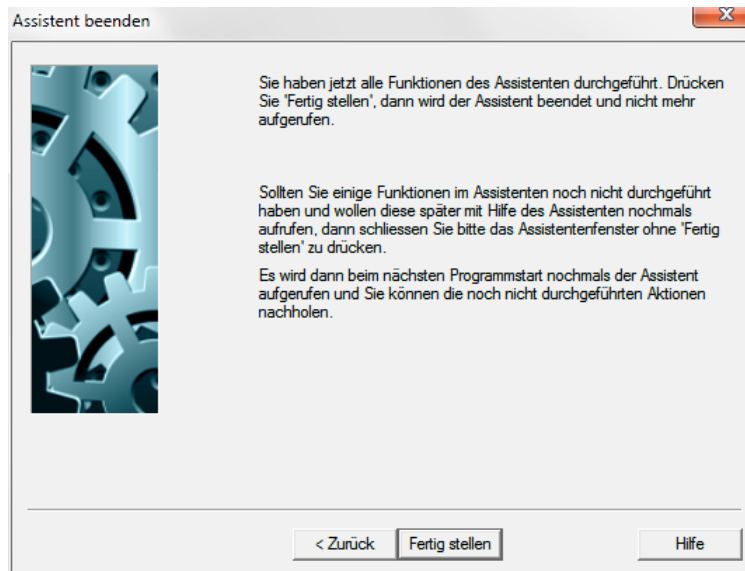 Assistent beenden
Sie haben jetzt alle Funktionen des Assistenten durchgeführt. Drücken
Sie 'Fertig stellen', dann wird der Assistent beendet und nicht mehr
aufgerufen.
Sollten Sie einige Funktionen im Assistenten noch nicht durchgeführt
haben und wollen diese später mit Hilfe des Assistenten nochmals
aufrufen, dann schliessen Sie bitte das Assistentenfenster ohne 'Fertig
stellen' zu drücken.
Es wird dann beim nächsten Programmstart nochmals der Assistent
aufgerufen und Sie können die noch nicht durchgeführten Aktionen
nachholen.
< Zurück
Fertig stellen
Hilfe